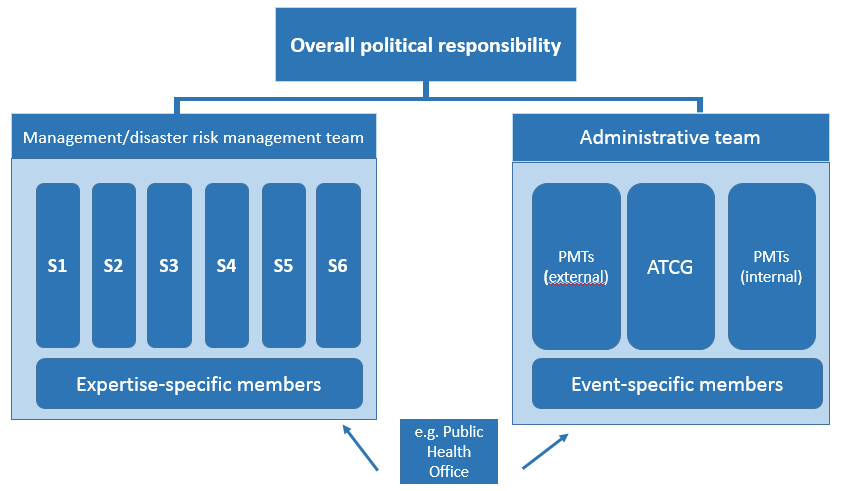 Overall political responsibility
Management/disaster risk management team
S1
S2
S3
S4
S5
S6
Expertise-specific members
Administrative team
PMTs
(external)
ATCG
PMTs
(internal)
Event-specific members
e.g. Public
Health
Office